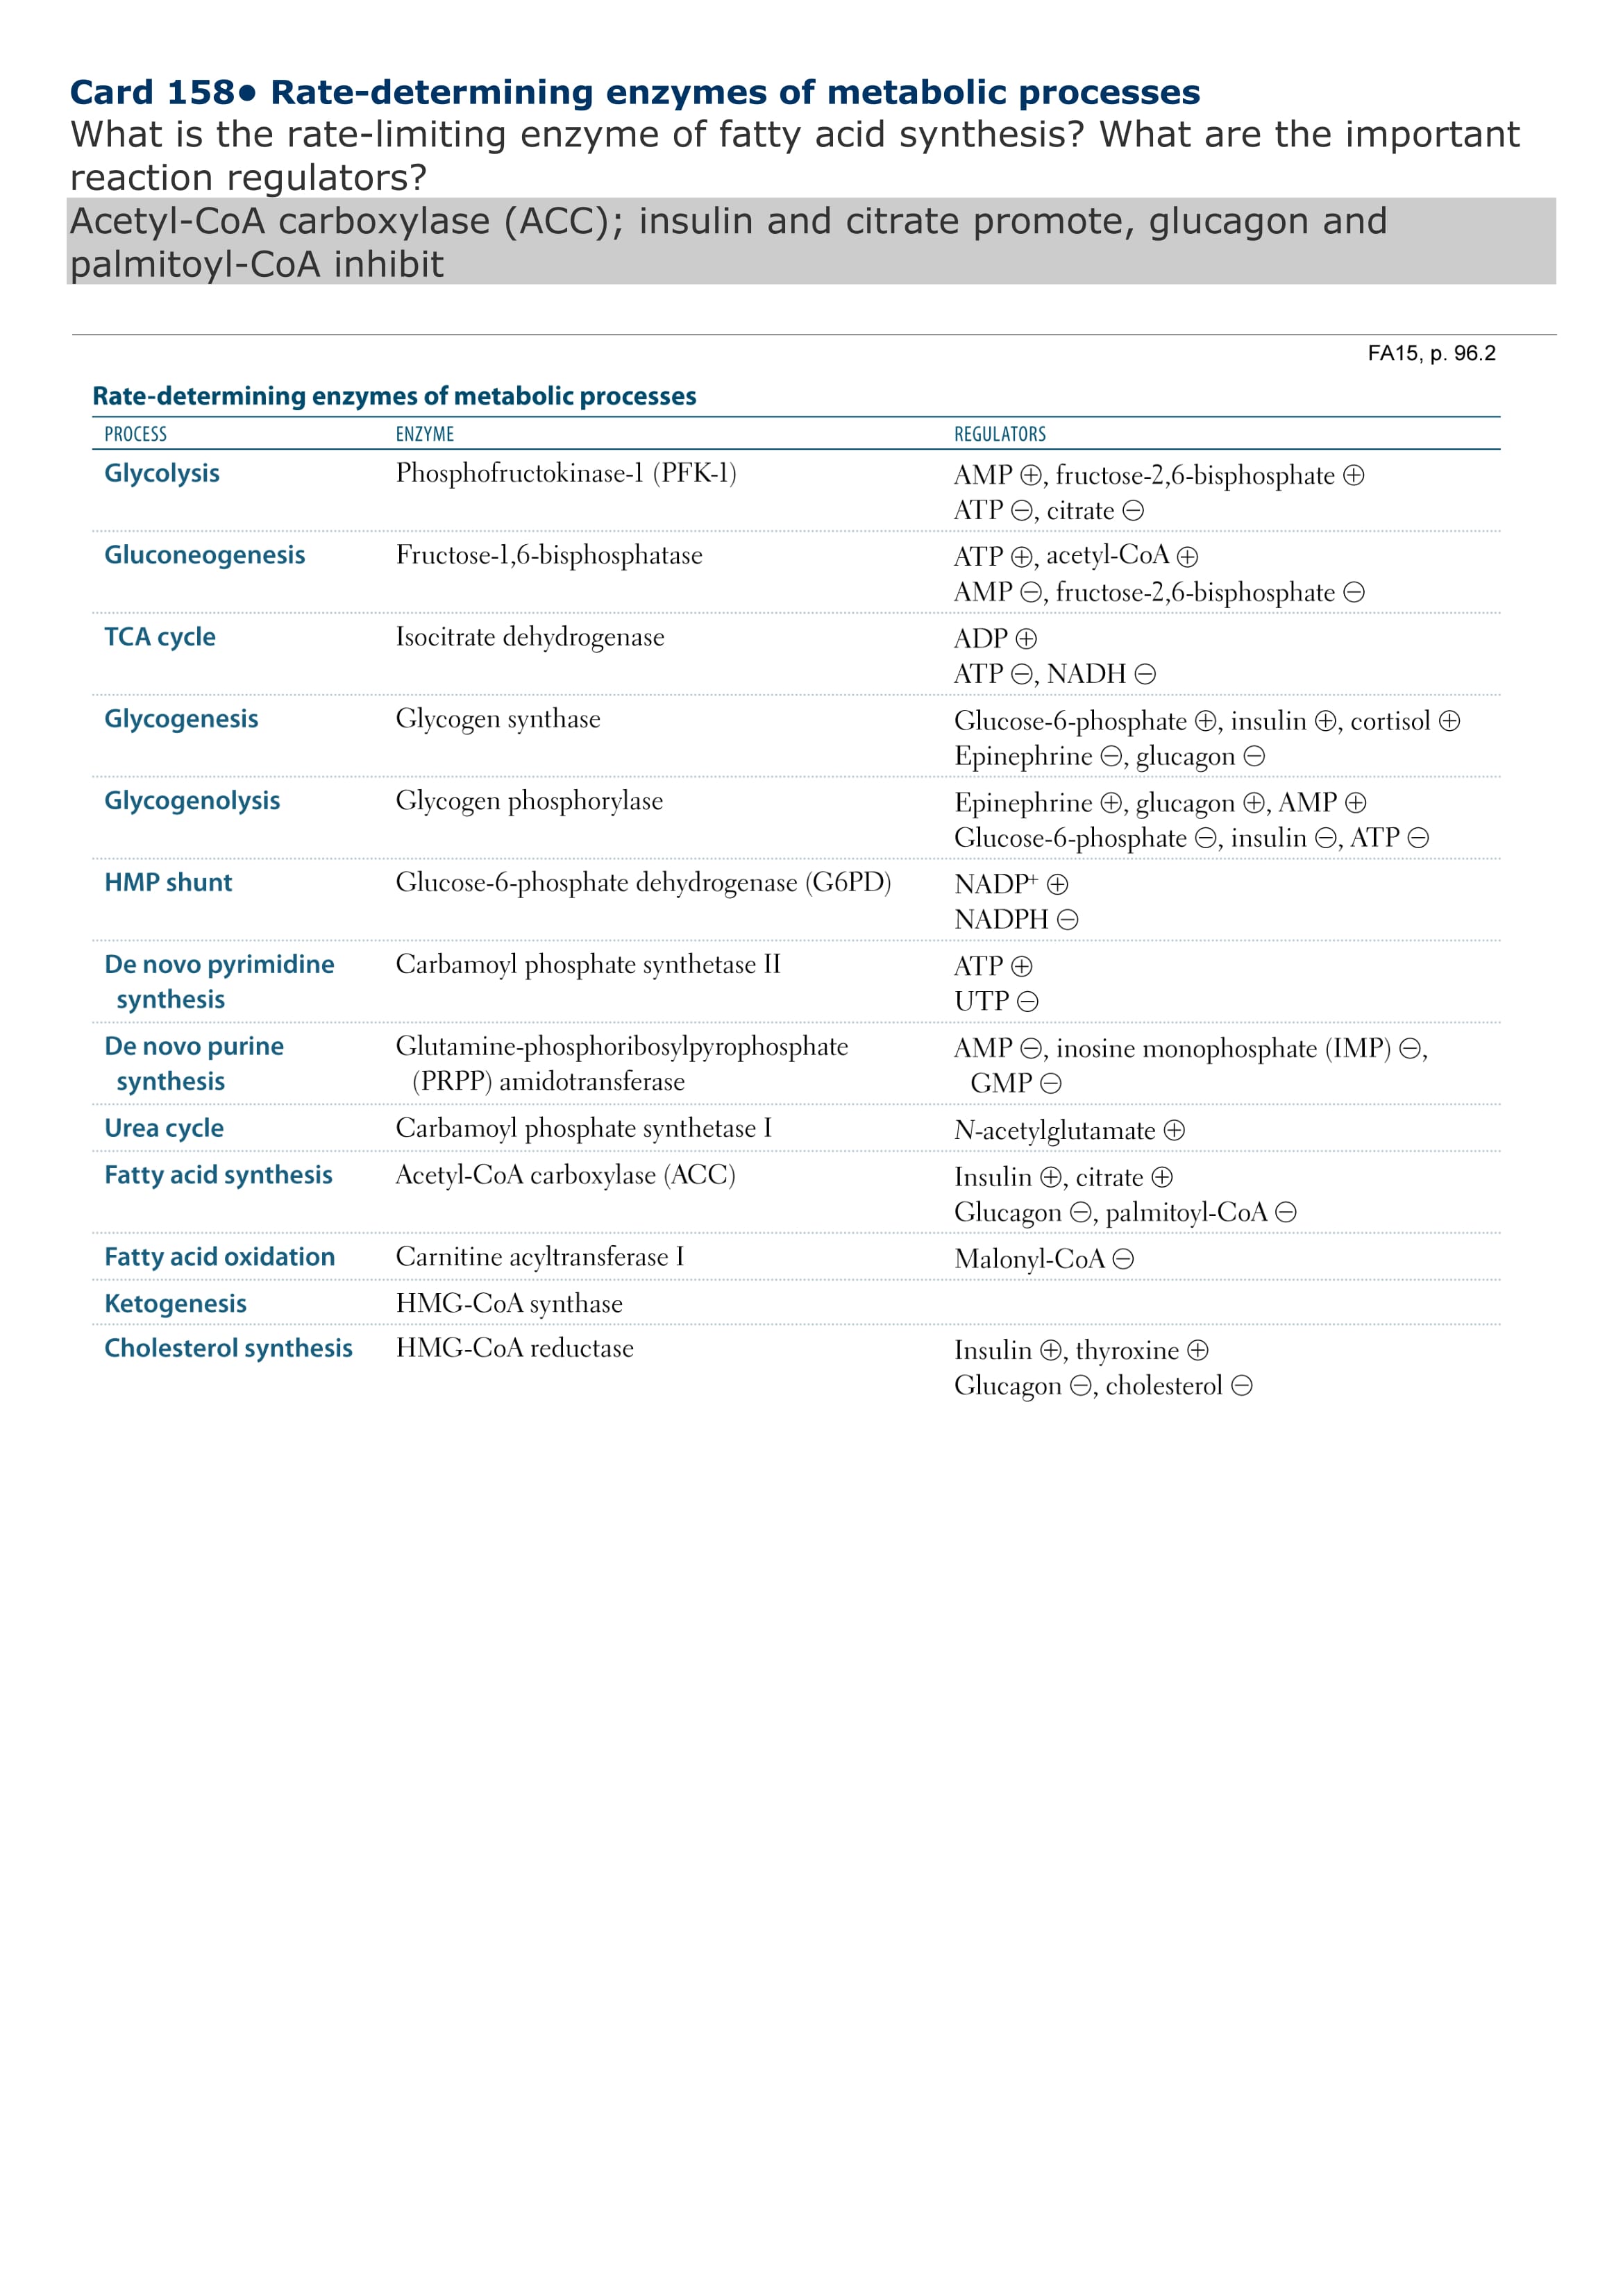 Card 158● Rate-determining enzymes of metabolic processes
What is the rate-limiting enzyme of fatty acid synthesis? What are the important
reaction regulators?
Acetyl-CoA carboxylase (ACC); insulin and citrate promote, glucagon and
palmitoyl-CoA inhibit
FA15, p. 96.2
Rate-determining enzymes of metabolic processes
PROCESS ENZYME REGULATORS
Glycolysis Phosphofructokinase-1 (PFK-1) AMP ⊕, fructose-2,6-bisphosphate ⊕
ATP ⊖, citrate ⊖
Gluconeogenesis Fructose-1,6-bisphosphatase ATP ⊕, acetyl-CoA ⊕
AMP ⊖, fructose-2,6-bisphosphate ⊖
TCA cycle Isocitrate dehydrogenase ADP ⊕
ATP ⊖, NADH ⊖
Glycogenesis Glycogen synthase Glucose-6-phosphate ⊕, insulin ⊕, cortisol ⊕
Epinephrine ⊖, glucagon ⊖
Glycogenolysis Glycogen phosphorylase Epinephrine ⊕, glucagon ⊕, AMP ⊕
Glucose-6-phosphate ⊖, insulin ⊖, ATP ⊖
HMP shunt Glucose-6-phosphate dehydrogenase (G6PD) NADP⁺ ⊕
NADPH ⊖
De novo pyrimidine Carbamoyl phosphate synthetase II ATP ⊕
synthesis UTP ⊖
De novo purine Glutamine-phosphoribosylpyrophosphate AMP ⊖, inosine monophosphate (IMP) ⊖,
synthesis (PRPP) amidotransferase GMP ⊖
Urea cycle Carbamoyl phosphate synthetase I N-acetylglutamate ⊕
Fatty acid synthesis Acetyl-CoA carboxylase (ACC) Insulin ⊕, citrate ⊕
Glucagon ⊖, palmitoyl-CoA ⊖
Fatty acid oxidation Carnitine acyltransferase I Malonyl-CoA ⊖
Ketogenesis HMG-CoA synthase
Cholesterol synthesis HMG-CoA reductase Insulin ⊕, thyroxine ⊕
Glucagon ⊖, cholesterol ⊖